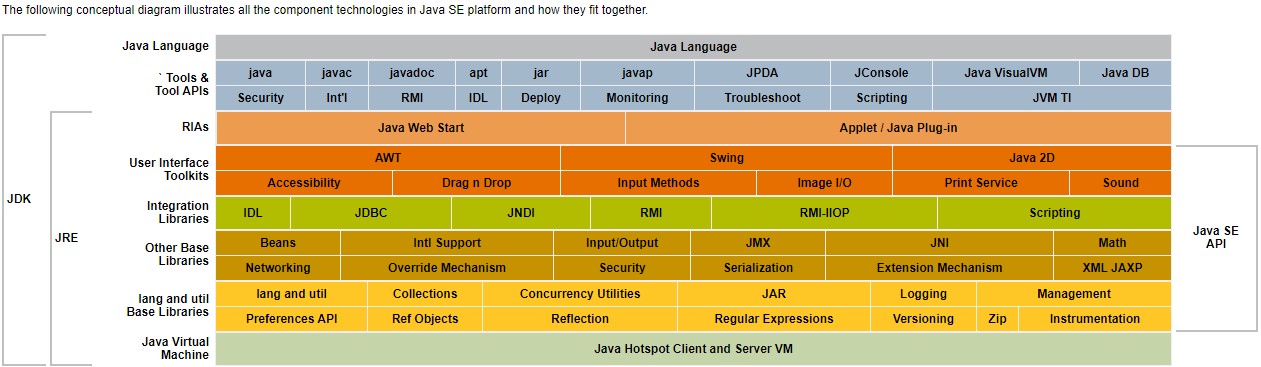 The following conceptual diagram illustrates all the component technologies in Java SE platform and how they fit together.
Java Language
Java Language
` Tools &
Tool APIs
java javac javadoc apt jar javap JPDA JConsole Java VisualVM Java DB
Security Int'l RMI IDL Deploy Monitoring Troubleshoot Scripting JVM TI
RIAs
Java Web Start Applet / Java Plug-in
User Interface
Toolkits
AWT Swing Java 2D
Accessibility Drag n Drop Input Methods Image I/O Print Service Sound
Integration
Libraries
IDL JDBC JNDI RMI RMI-IIOP Scripting
JDK
JRE
Java SE
API
Other Base
Libraries
Beans Intl Support Input/Output JMX JNI Math
Networking Override Mechanism Security Serialization Extension Mechanism XML JAXP
lang and util
Base Libraries
lang and util Collections Concurrency Utilities JAR Logging Management
Preferences API Ref Objects Reflection Regular Expressions Versioning Zip Instrumentation
Java Virtual
Machine
Java Hotspot Client and Server VM